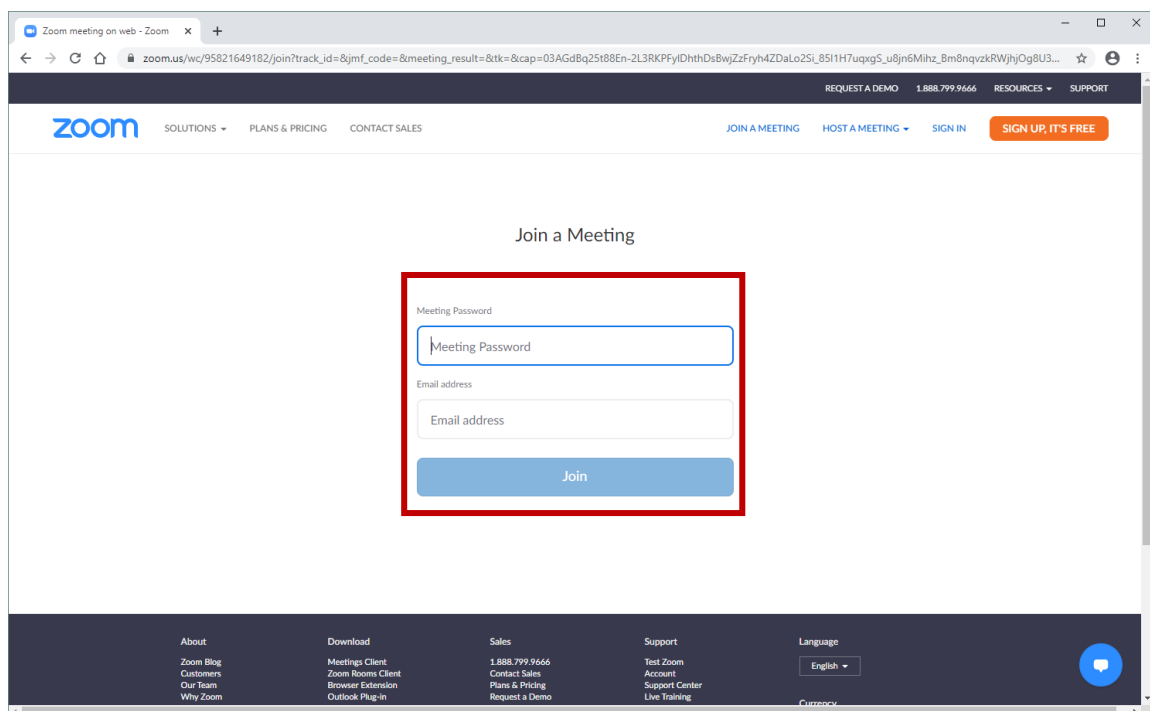 Zoom meeting on web - Zoom
zoom.us/wc/95821649182/join?track_id=&jmf_code=&meeting_result=&tk=&cap=03AGdBq25t88En-2L3RKPFyIDhthDsBwjZzFryh4ZDaLo2Si_85I1H7uqxgS_u8jn6Mihz_Bm8nqvzkRWjhjOg8U3...
REQUEST A DEMO 1.888.799.9666 RESOURCES SUPPORT
zoom SOLUTIONS PLANS & PRICING CONTACT SALES JOIN A MEETING HOST A MEETING SIGN IN SIGN UP, IT'S FREE
Join a Meeting
Meeting Password
Meeting Password
Email address
Email address
Join
About Download Sales Support Language
Zoom Blog Meetings Client 1.888.799.9666 Test Zoom English
Customers Zoom Rooms Client Contact Sales Account
Our Team Browser Extension Plans & Pricing Support Center
Why Zoom Outlook Plug-in Request a Demo Live Training
Currency